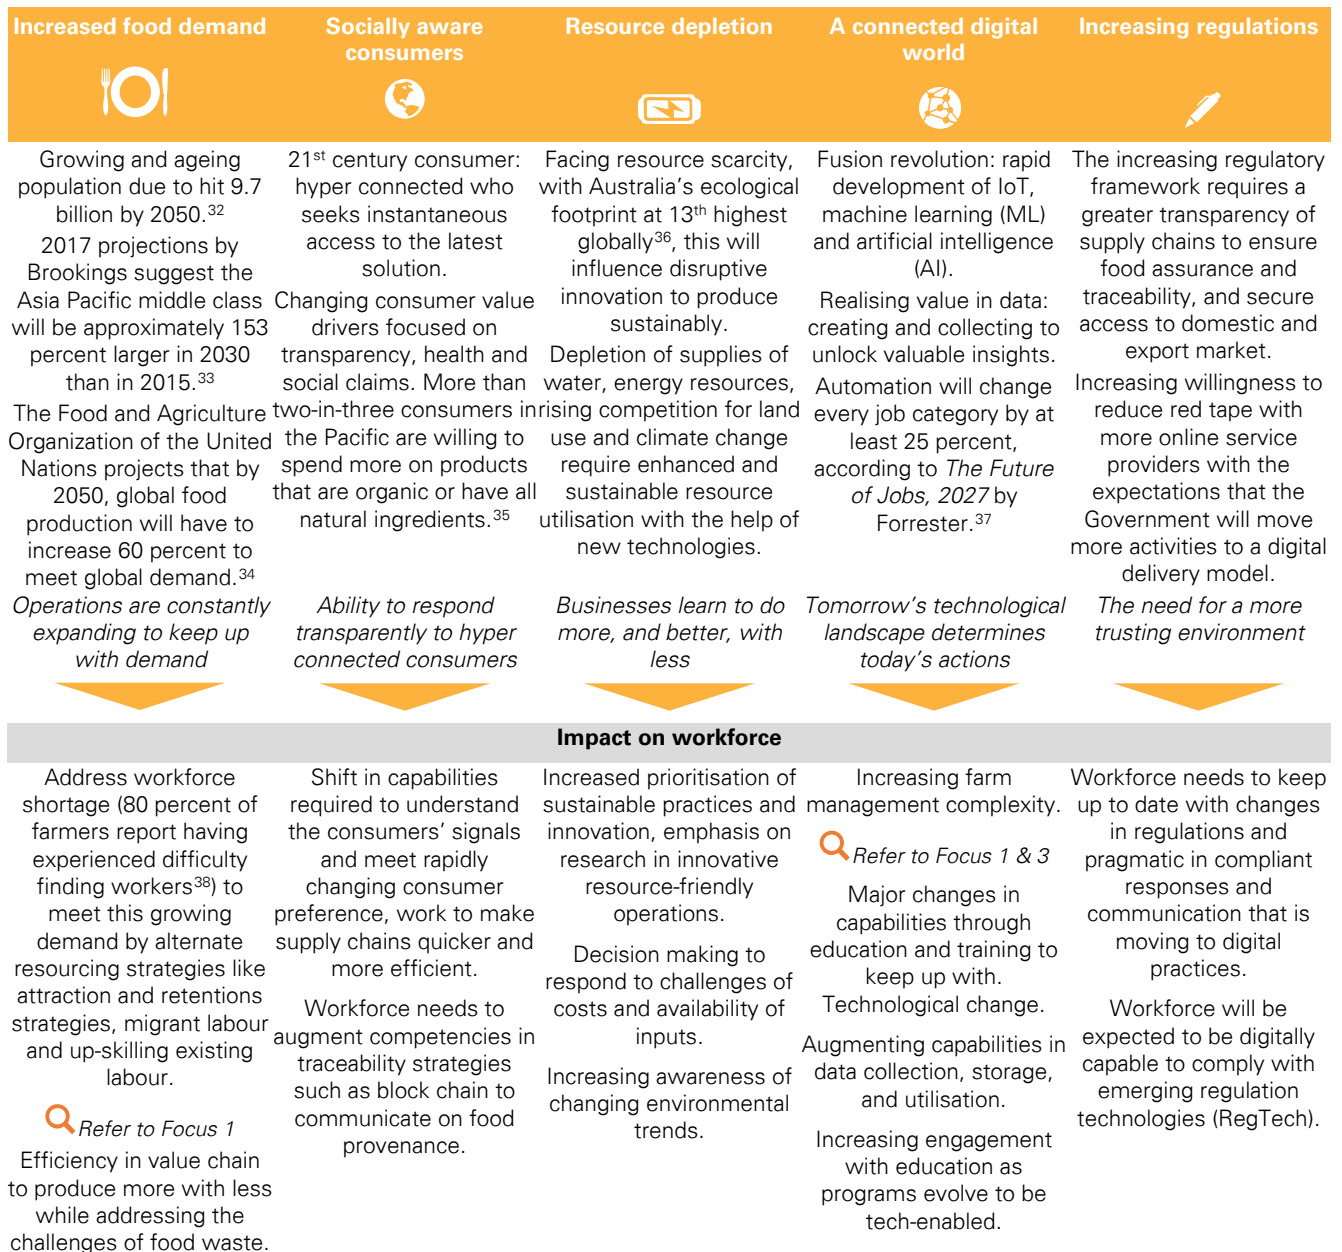 Increased food demand
Growing and ageing
population due to hit 9.7
billion by 2050.32
2017 projections by
Brookings suggest the
Asia Pacific middle class
will be approximately 153
percent larger in 2030
than in 2015.33
The Food and Agriculture
Organization of the United
Nations projects that by
2050, global food
production will have to
increase 60 percent to
meet global demand.34
Operations are constantly
expanding to keep up
with demand
Socially aware
consumers
21st century consumer:
hyper connected who
seeks instantaneous
access to the latest
solution.
Changing consumer value
drivers focused on
transparency, health and
social claims. More than
two-in-three consumers in
the Pacific are willing to
spend more on products
that are organic or have all
natural ingredients.35
Ability to respond
transparently to hyper
connected consumers
Resource depletion
Facing resource scarcity,
with Australia's ecological
footprint at 13th highest
globally36, this will
influence disruptive
innovation to produce
sustainably.
Depletion of supplies of
water, energy resources,
rising competition for land
use and climate change
require enhanced and
sustainable resource
utilisation with the help of
new technologies.
Businesses learn to do
more, and better, with
less
A connected digital
world
Fusion revolution: rapid
development of IoT,
machine learning (ML)
and artificial intelligence
(AI).
Realising value in data:
creating and collecting to
unlock valuable insights.
Automation will change
every job category by at
least 25 percent,
according to The Future
of Jobs, 2027 by
Forrester.37
Tomorrow's technological
landscape determines
today's actions
Increasing regulations
The increasing regulatory
framework requires a
greater transparency of
supply chains to ensure
food assurance and
traceability, and secure
access to domestic and
export market.
Increasing willingness to
reduce red tape with
more online service
providers with the
expectations that the
Government will move
more activities to a digital
delivery model.
The need for a more
trusting environment
Impact on workforce
Address workforce
shortage (80 percent of
farmers report having
experienced difficulty
finding workers38) to
meet this growing
demand by alternate
resourcing strategies like
attraction and retentions
strategies, migrant labour
and up-skilling existing
labour.
Refer to Focus 1
Efficiency in value chain
to produce more with less
while addressing the
challenges of food waste.
Shift in capabilities
required to understand
the consumers' signals
and meet rapidly
changing consumer
preference, work to make
supply chains quicker and
more efficient.
Workforce needs to
augment competencies in
traceability strategies
such as block chain to
communicate on food
provenance.
Increased prioritisation of
sustainable practices and
innovation, emphasis on
research in innovative
resource-friendly
operations.
Decision making to
respond to challenges of
costs and availability of
inputs.
Increasing awareness of
changing environmental
trends.
Increasing farm
management complexity.
Refer to Focus 1 & 3
Major changes in
capabilities through
education and training to
keep up with.
Technological change.
Augmenting capabilities in
data collection, storage,
and utilisation.
Increasing engagement
with education as
programs evolve to be
tech-enabled.
Workforce needs to keep
up to date with changes
in regulations and
pragmatic in compliant
responses and
communication that is
moving to digital
practices.
Workforce will be
expected to be digitally
capable to comply with
emerging regulation
technologies (RegTech).